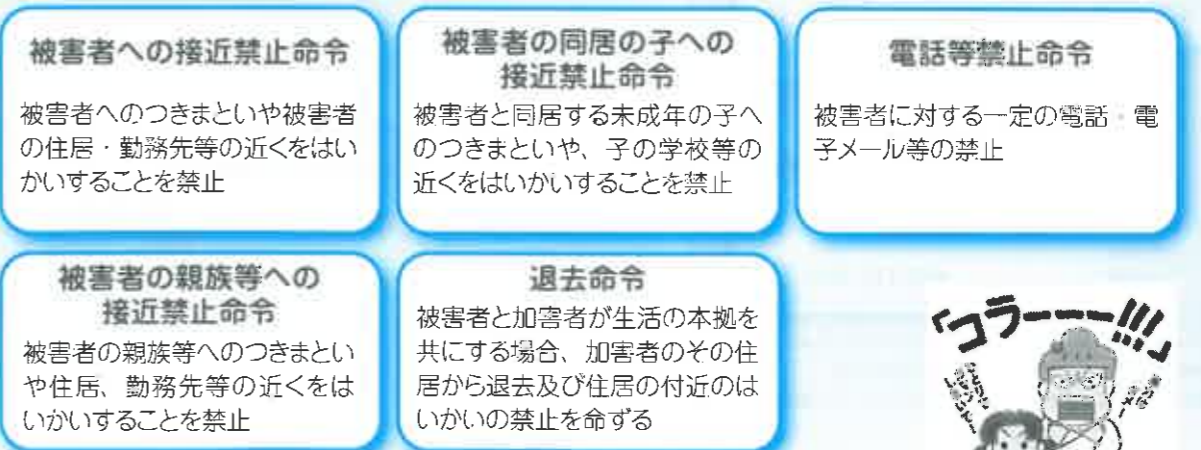 被害者への接近禁止命令
被害者へのつきまといや被害者
の住居・勤務先等の近くをはい
かいすることを禁止
被害者の同居の子への
接近禁止命令
被害者と同居する未成年の子へ
のつきまといや、子の学校等の
近くをはいかいすることを禁止
電話等禁止命令
被害者に対する一定の電話・電
子メール等の禁止
被害者の親族等への
接近禁止命令
被害者の親族等へのつきまとい
や住居、勤務先等の近くをは
いかいすることを禁止
退去命令
被害者と加害者が生活の本拠を
共にする場合、加害者のその住
居から退去及び住居の付近のは
いかいの禁止を命ずる
「コラーーー!!!」